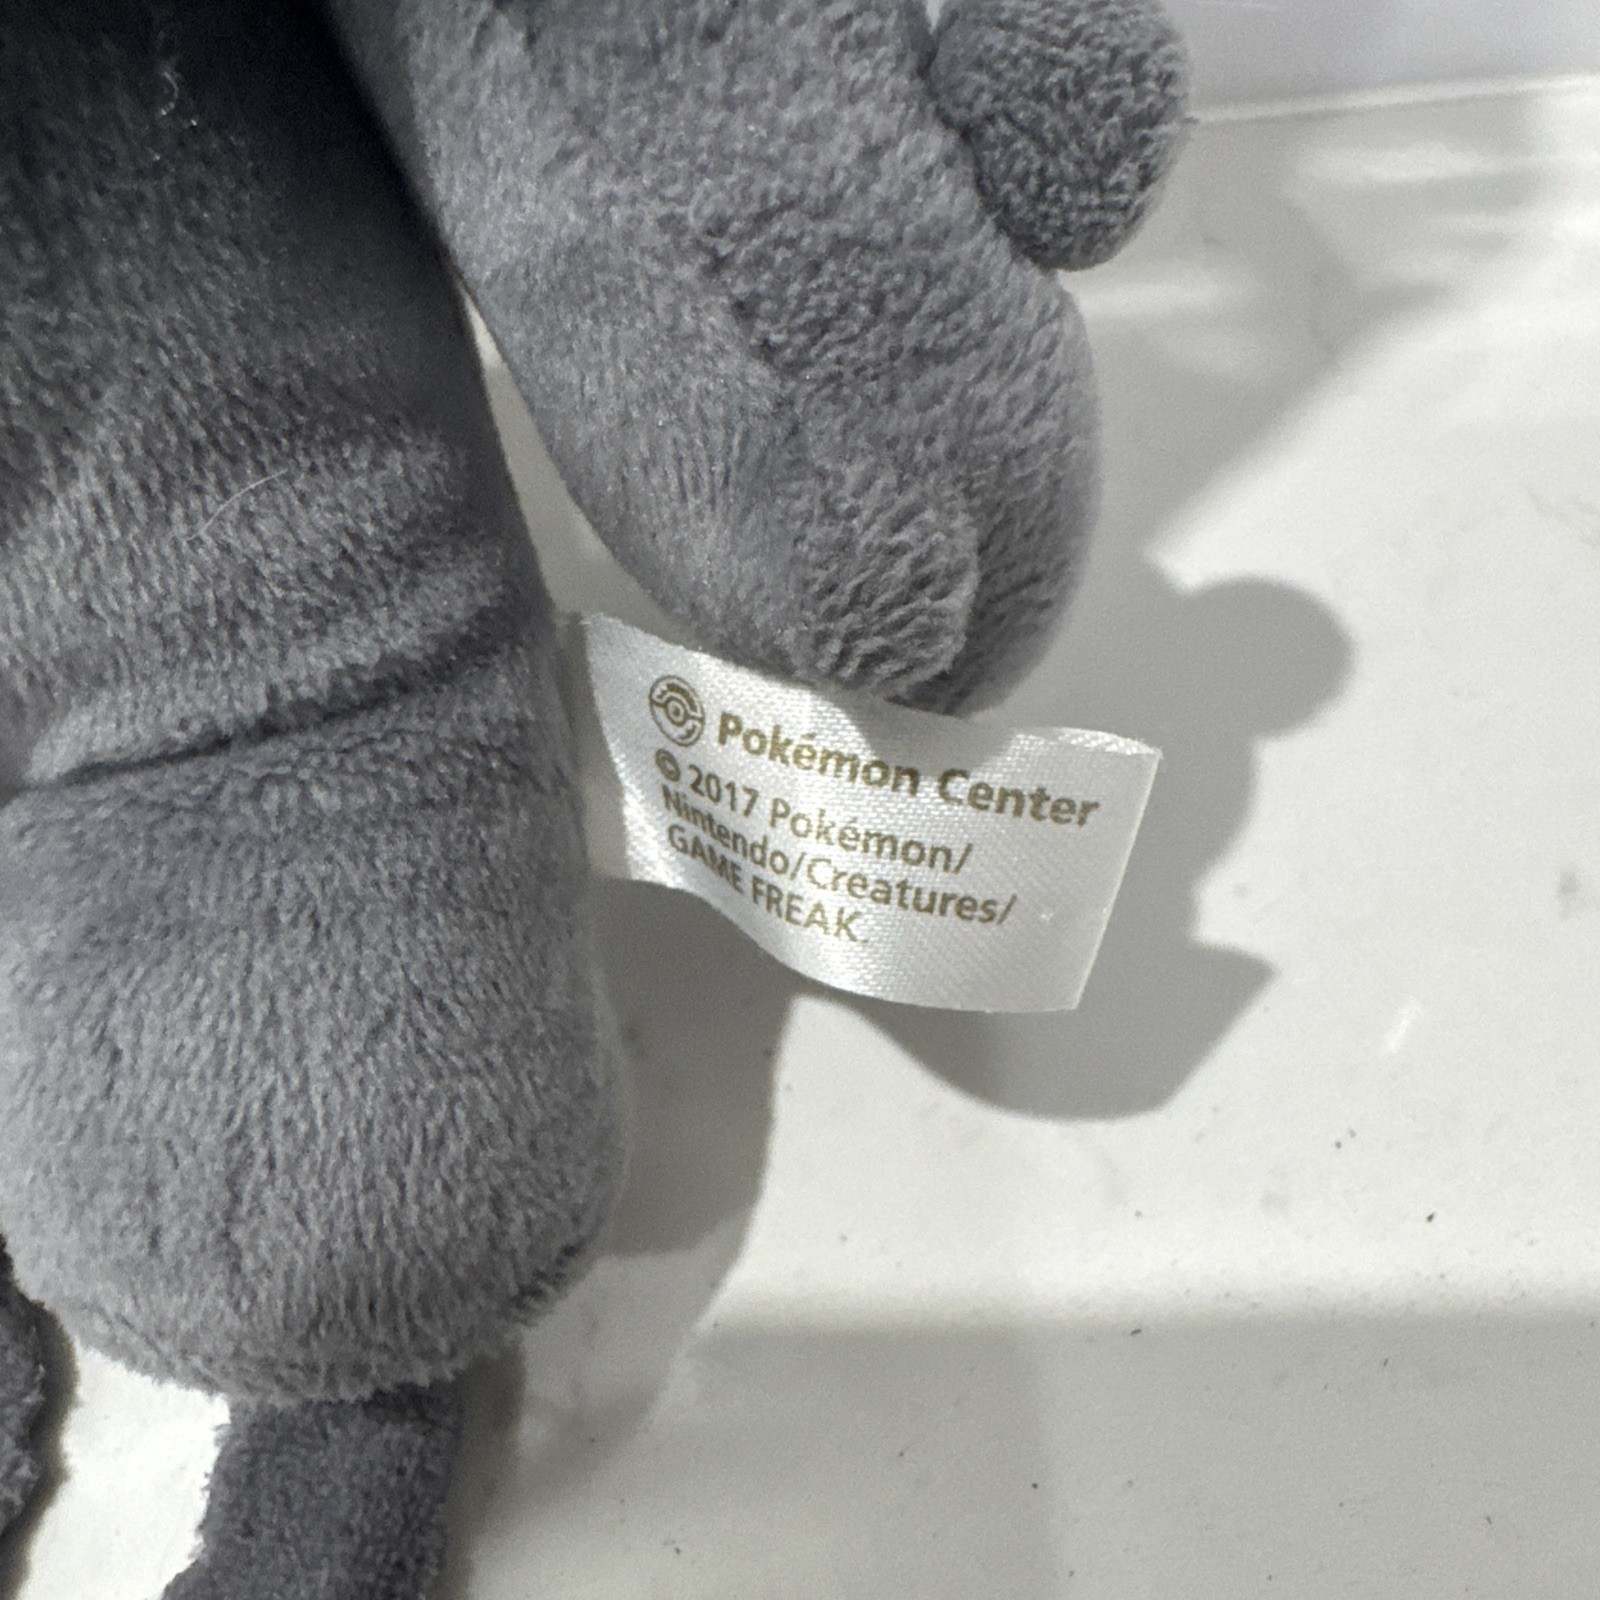 Pokémon Center
© 2017 Pokémon/
Nintendo/Creatures/
GAME FREAK.